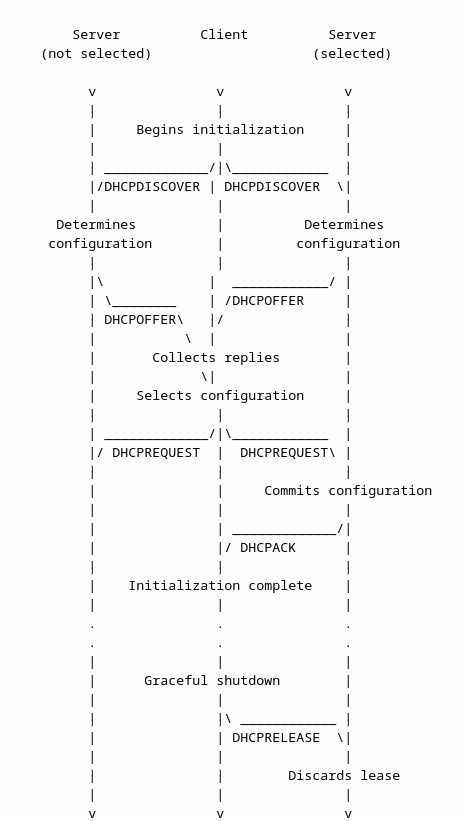 Server Client Server
(not selected) (selected)
v v v
| | |
| Begins initialization |
| | |
| _____________/|\____________ |
|/DHCPDISCOVER | DHCPDISCOVER \|
| | |
Determines | Determines
configuration | configuration
| | |
|\ | ____________/ |
| \________ | /DHCPOFFER |
| DHCPOFFER\ |/ |
| \ | |
| Collects replies |
| \| |
| Selects configuration |
| | |
| _____________/|\____________ |
|/ DHCPREQUEST | DHCPREQUEST\ |
| | |
| | Commits configuration
| | |
| | _____________/|
| |/ DHCPACK |
| | |
| Initialization complete |
| | |
. . .
. . .
| | |
| Graceful shutdown |
| | |
| |\ ____________ |
| | DHCPRELEASE \|
| | |
| | Discards lease
| | |
v v v